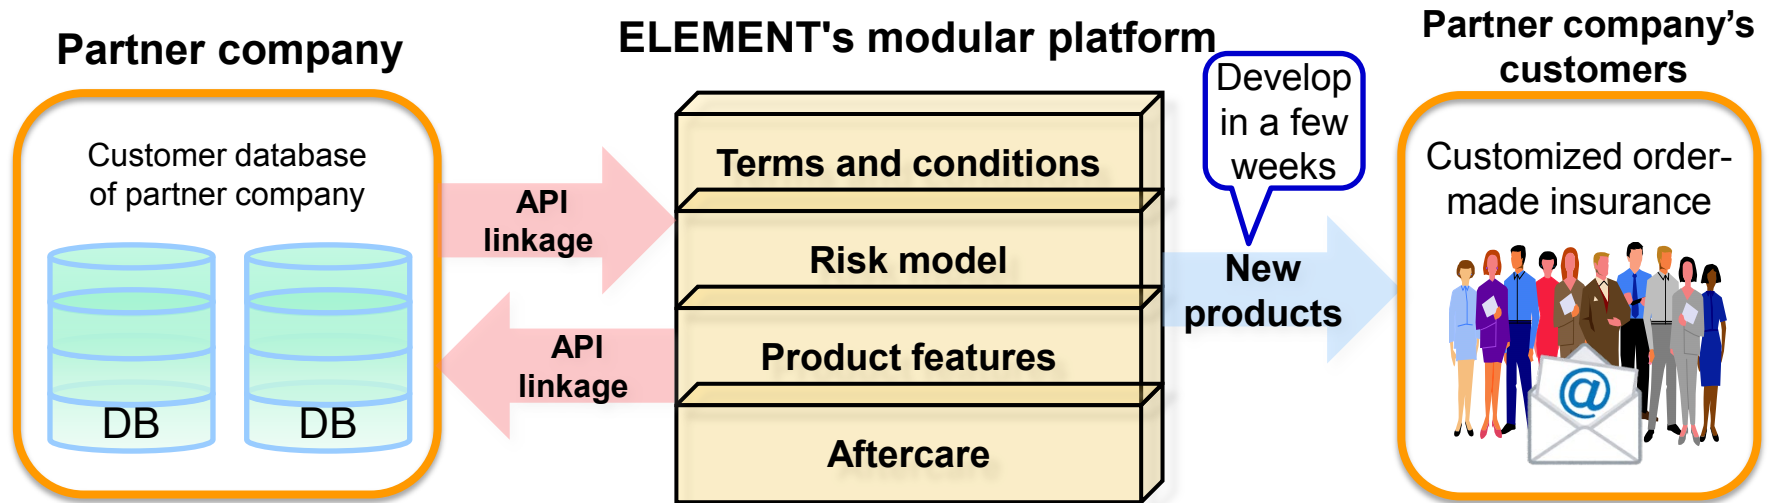 Partner company
Customer database
of partner company
DB
DB
API
linkage
API
linkage
ELEMENT's modular platform
Terms and conditions
Risk model
Product features
Aftercare
Develop
in a few
weeks
New
products
Partner company’s
customers
Customized order-
made insurance
@